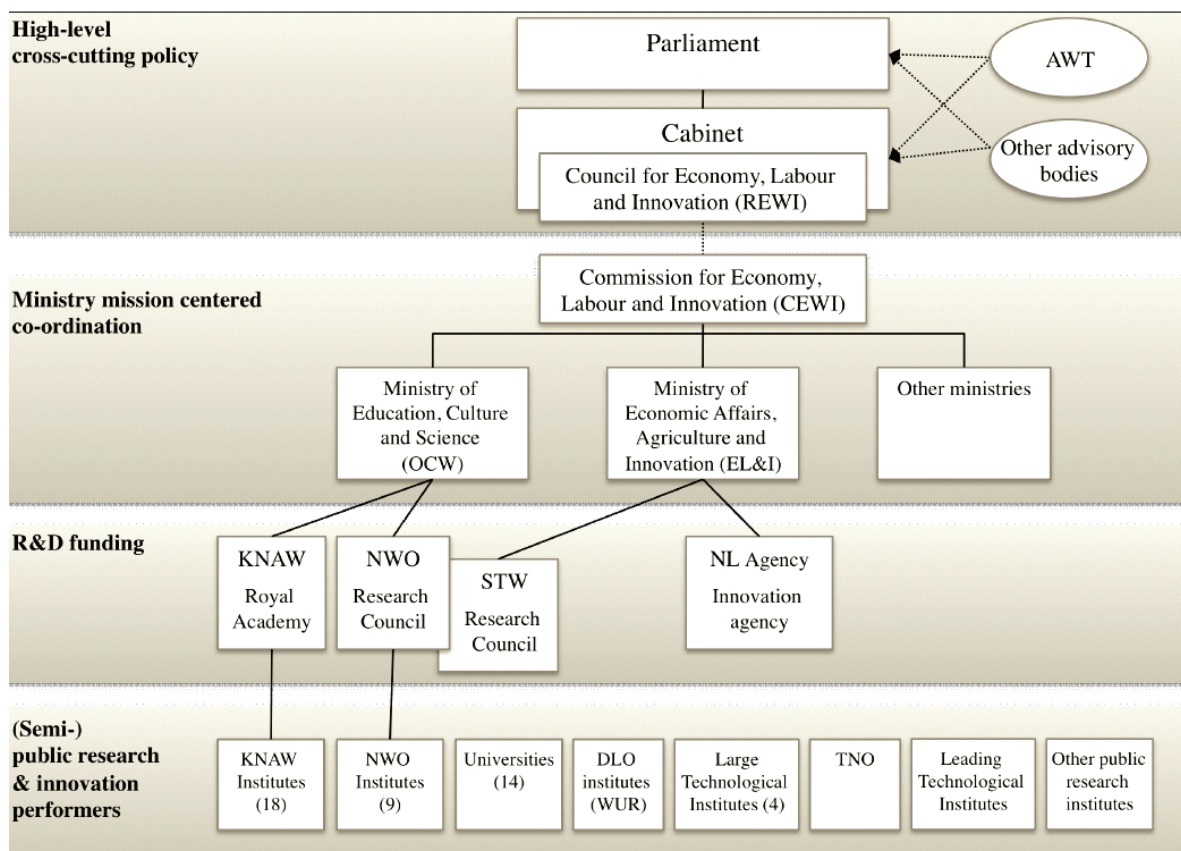 High-level
cross-cutting policy
Parliament
AWT
Cabinet
Other advisory
bodies
Council for Economy, Labour
and Innovation (REWI)
Ministry mission centered
co-ordination
Commission for Economy,
Labour and Innovation (CEWI)
Ministry of
Education, Culture
and Science
(OCW)
Ministry of
Economic Affairs,
Agriculture and
Innovation (EL&I)
Other ministries
R&D funding
KNAW
Royal
Academy
NWO
Research
Council
STW
Research
Council
NL Agency
Innovation
agency
(Semi-)
public research
& innovation
performers
KNAW
Institutes
(18)
NWO
Institutes
(9)
Universities
(14)
DLO
institutes
(WUR)
Large
Technological
Institutes (4)
TNO
Leading
Technological
Institutes
Other public
research
institutes